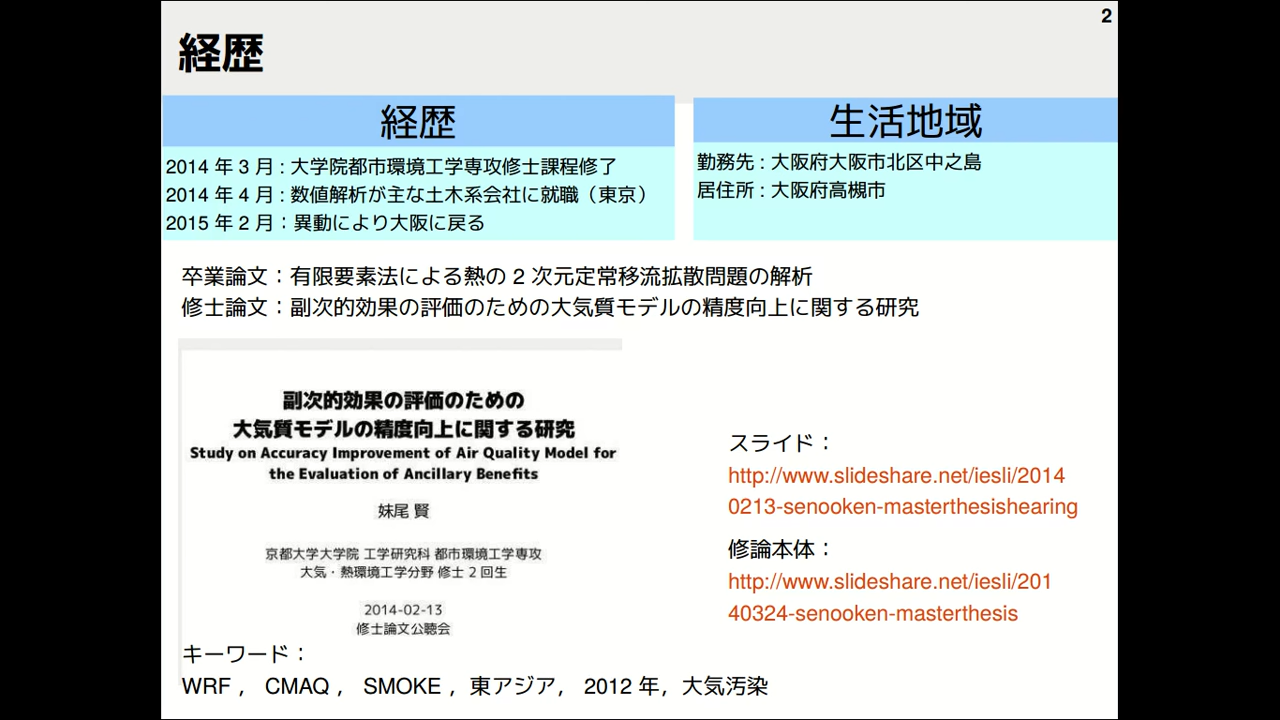 2
経歴
経歴
2014 年 3 月 : 大学院都市環境工学専攻修士課程修了
2014 年 4 月 : 数値解析が主な土木系会社に就職（東京）
2015 年 2 月：異動により大阪に戻る
生活地域
勤務先 : 大阪府大阪市北区中之島
居住所 : 大阪府高槻市
卒業論文：有限要素法による熱の 2 次元定常移流拡散問題の解析
修士論文：副次的効果の評価のための大気質モデルの精度向上に関する研究
副次的効果の評価のための
大気質モデルの精度向上に関する研究
Study on Accuracy Improvement of Air Quality Model for
the Evaluation of Ancillary Benefits
妹尾 賢
京都大学大学院 工学研究科 都市環境工学専攻
大気・熱環境工学分野 修士 2 回生
2014-02-13
修士論文公聴会
スライド：
http://www.slideshare.net/iesli/2014
0213-senooken-masterthesishearing
修論本体：
http://www.slideshare.net/iesli/201
40324-senooken-masterthesis
キーワード：
WRF， CMAQ， SMOKE，東アジア， 2012 年，大気汚染